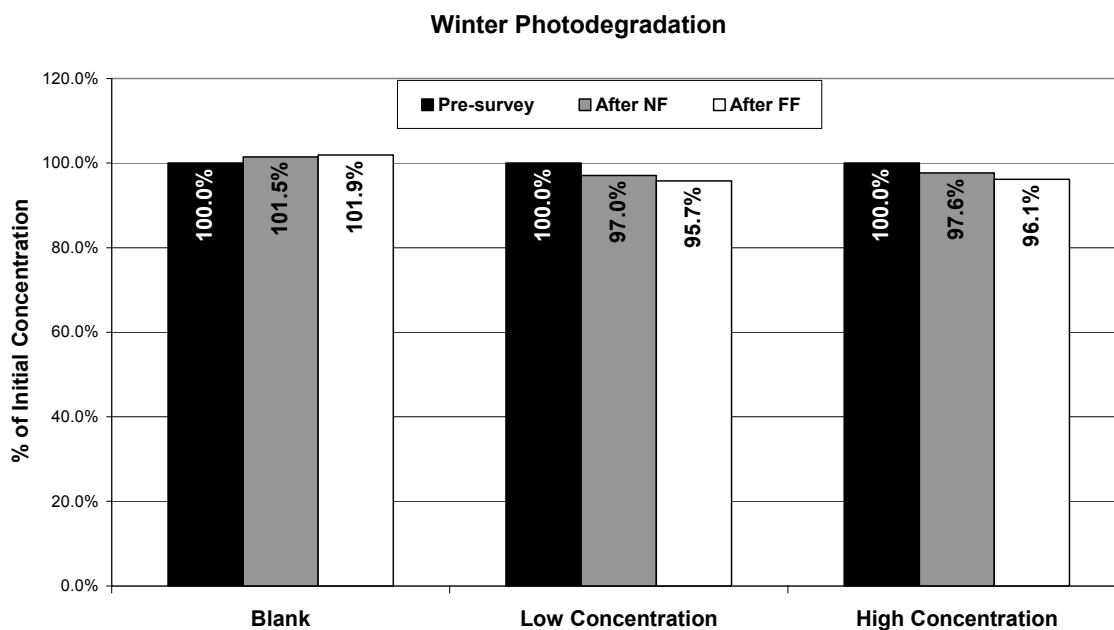 Winter Photodegradation
120.0%
100.0%
80.0%
60.0%
40.0%
20.0%
0.0%
% of Initial Concentration
Pre-survey After NF After FF
100.0% 101.5% 101.9%
100.0% 97.0% 95.7%
100.0% 97.6% 96.1%
Blank Low Concentration High Concentration